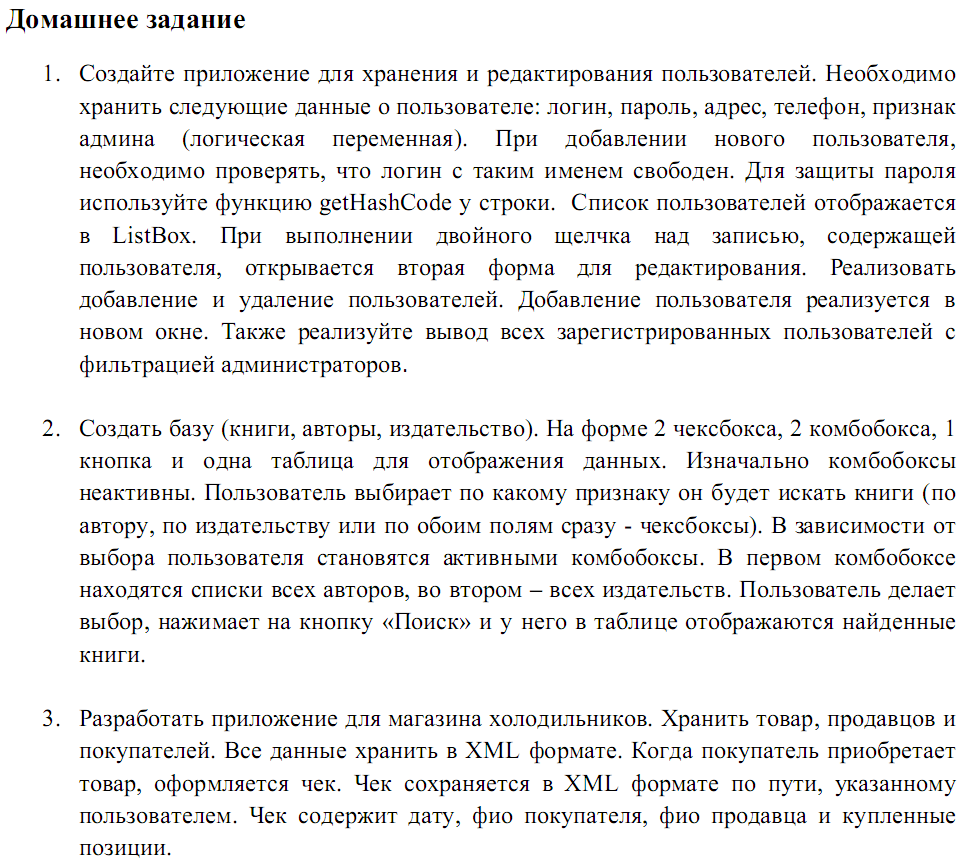 Домашнее задание
1. Создайте приложение для хранения и редактирования пользователей. Необходимо
хранить следующие данные о пользователе: логин, пароль, адрес, телефон, признак
админа (логическая переменная). При добавлении нового пользователя,
необходимо проверять, что логин с таким именем свободен. Для защиты пароля
используйте функцию getHashCode у строки. Список пользователей отображается
в ListBox. При выполнении двойного щелчка над записью, содержащей
пользователя, открывается вторая форма для редактирования. Реализовать
добавление и удаление пользователей. Добавление пользователя реализуется в
новом окне. Также реализуйте вывод всех зарегистрированных пользователей с
фильтрацией администраторов.
2. Создать базу (книги, авторы, издательство). На форме 2 чексбокса, 2 комбобокса, 1
кнопка и одна таблица для отображения данных. Изначально комбобоксы
неактивны. Пользователь выбирает по какому признаку он будет искать книги (по
автору, по издательству или по обоим полям сразу - чексбоксы). В зависимости от
выбора пользователя становятся активными комбобоксы. В первом комбобоксе
находятся списки всех авторов, во втором – всех издательств. Пользователь делает
выбор, нажимает на кнопку «Поиск» и у него в таблице отображаются найденные
книги.
3. Разработать приложение для магазина холодильников. Хранить товар, продавцов и
покупателей. Все данные хранить в XML формате. Когда покупатель приобретает
товар, оформляется чек. Чек сохраняется в XML формате по пути, указанному
пользователем. Чек содержит дату, фио покупателя, фио продавца и купленные
позиции.